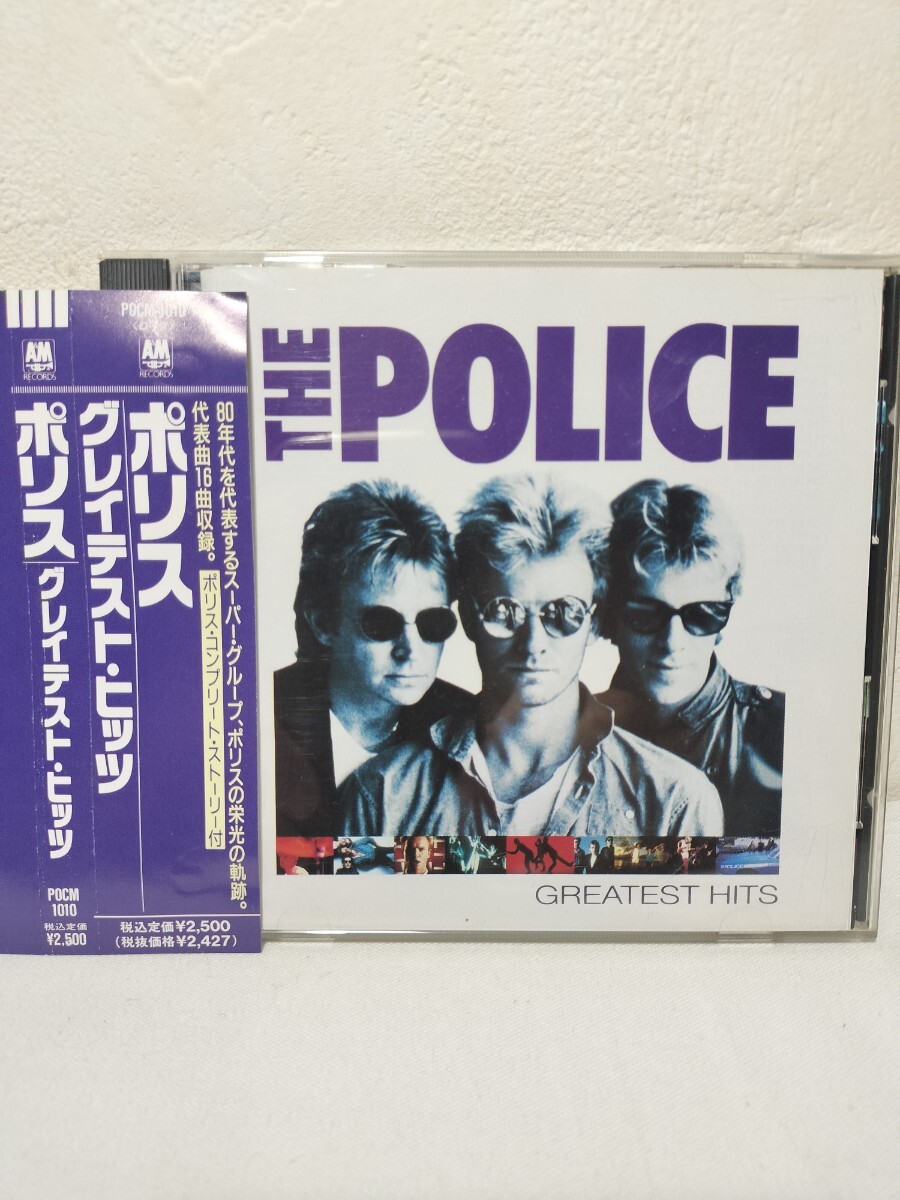 A&M
RECORDS
ポリス
グレイテスト・ヒッツ
POCM
1010
税込定価
¥2,500
POCM-1010
A&M
RECORDS
80年代を代表するスーパー・グループ、ポリスの栄光の軌跡。
代表曲16曲収録。
ポリス・コンプリート・ストーリー付
ポリス
グレイテスト・ヒッツ
税込定価¥2,500
(税抜価格¥2,427)
THE POLICE
GREATEST HITS